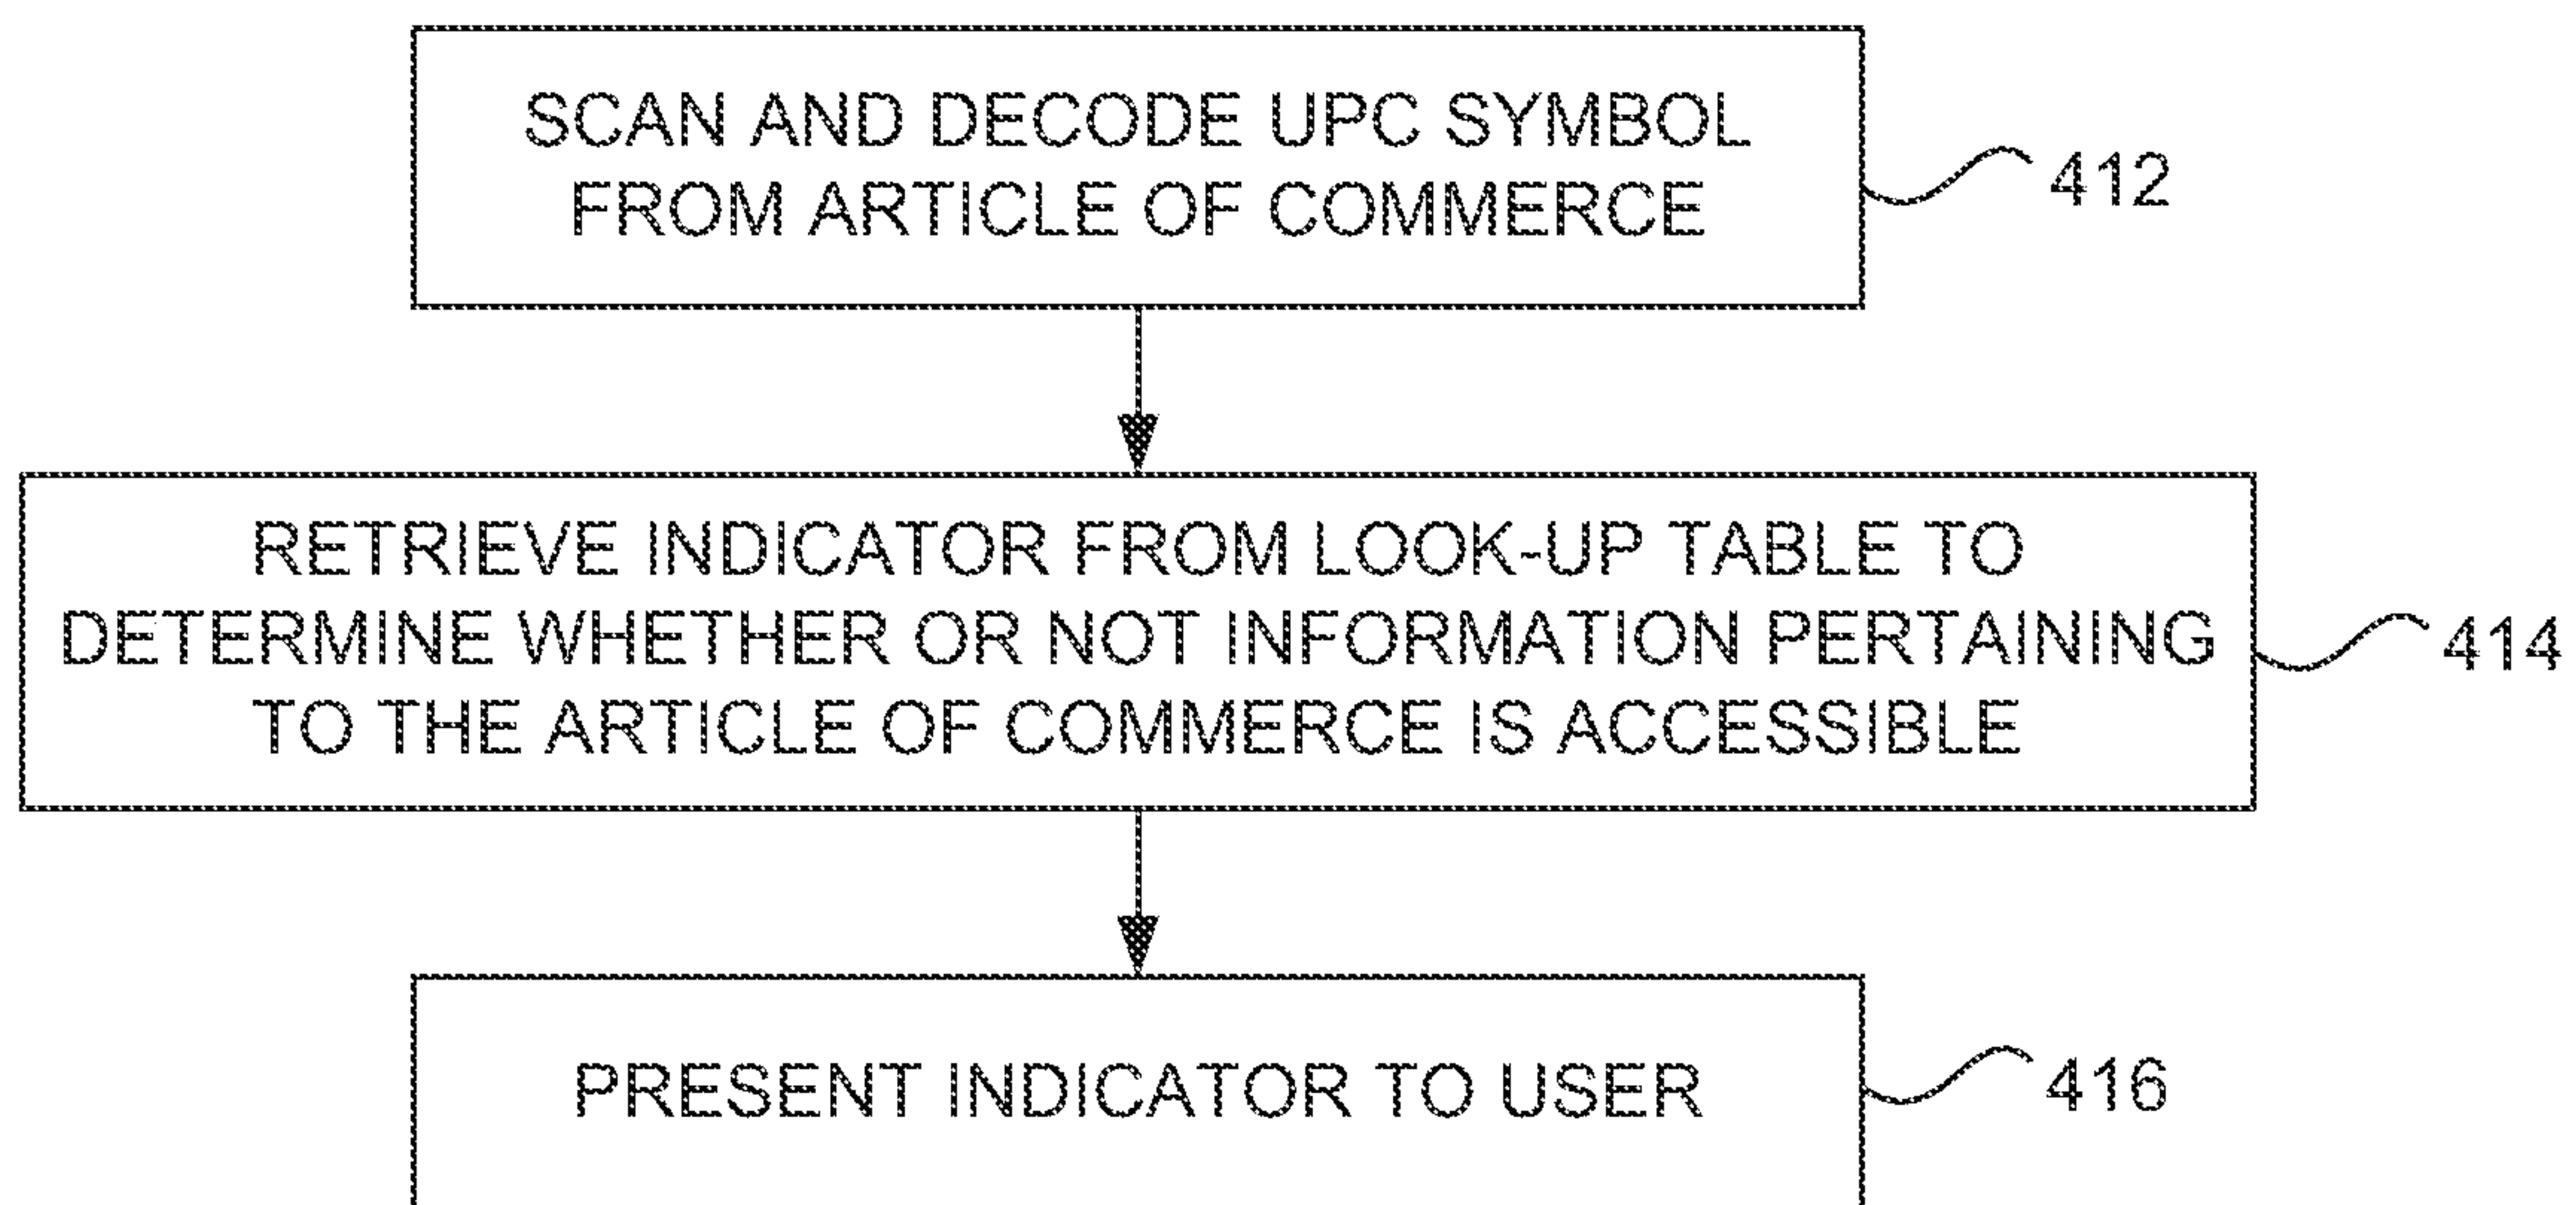 SCAN AND DECODE UPC SYMBOL
FROM ARTICLE OF COMMERCE
412
RETRIEVE INDICATOR FROM LOOK-UP TABLE TO
DETERMINE WHETHER OR NOT INFORMATION PERTAINING
TO THE ARTICLE OF COMMERCE IS ACCESSIBLE
414
PRESENT INDICATOR TO USER
416